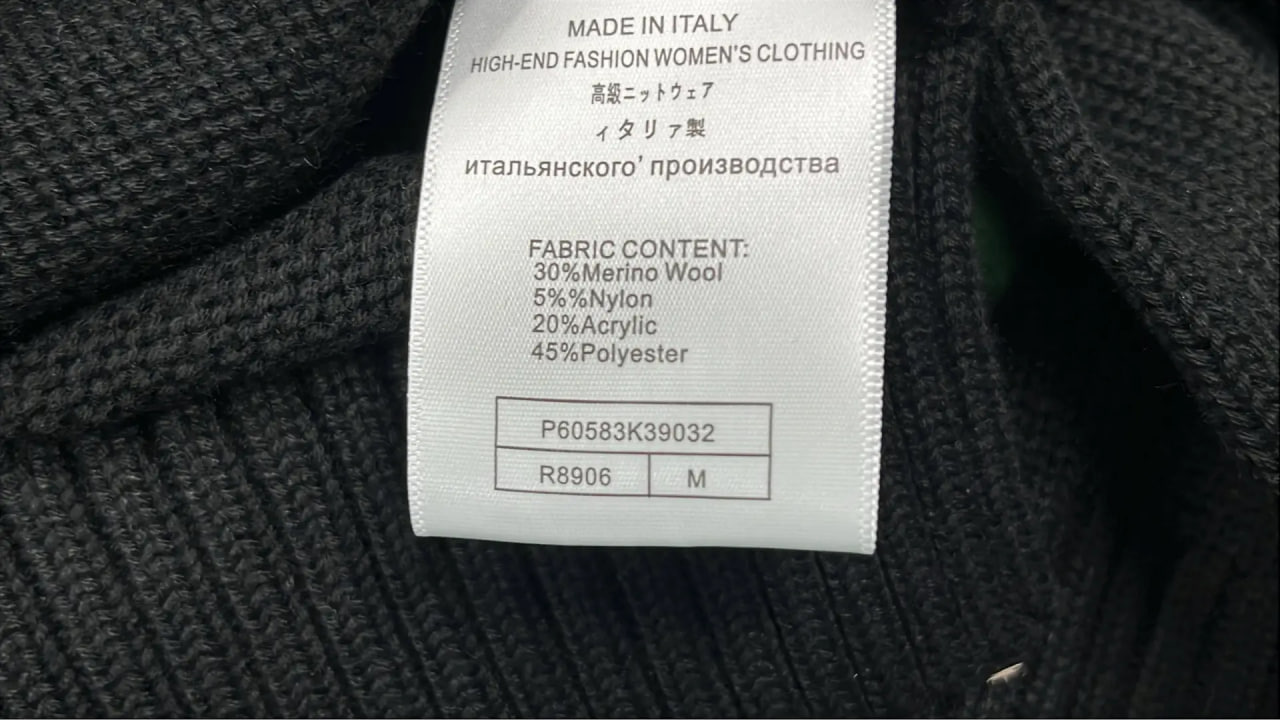 MADE IN ITALY
HIGH-END FASHION WOMEN'S CLOTHING
高級ニットウェア
ィタリァ製
итальянского' производства
FABRIC CONTENT:
30%Merino Wool
5%%Nylon
20%Acrylic
45%Polyester
P60583K39032
R8906 M